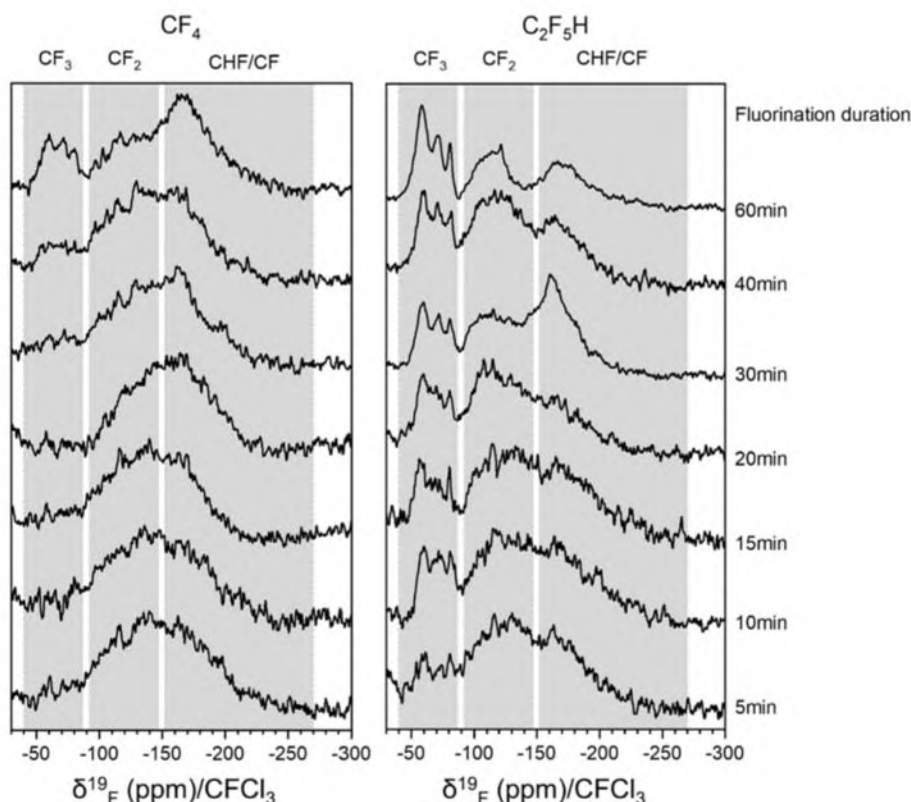 CF₄ C₂F₅H
CF₃ CF₂ CHF/CF CF₃ CF₂ CHF/CF
Fluorination duration
60min
40min
30min
20min
15min
10min
5min
-50 -100 -150 -200 -250 -300 -50 -100 -150 -200 -250 -300
δ¹⁹F (ppm)/CFCl₃ δ¹⁹F (ppm)/CFCl₃